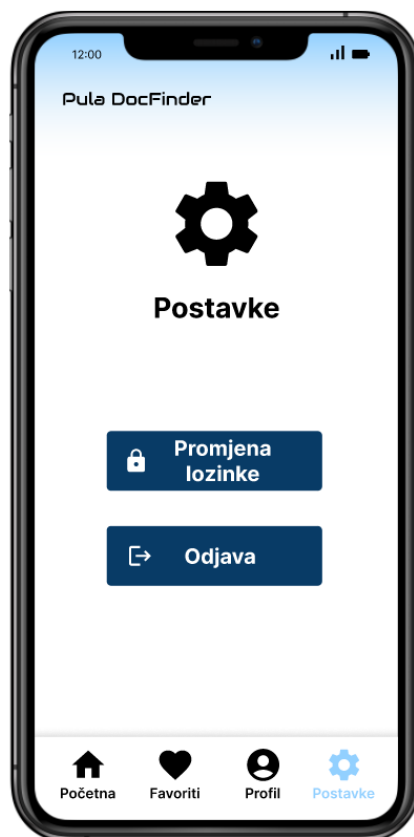 12:00
Pula DocFinder
Postavke
Promjena
lozinke
Odjava
Početna Favoriti Profil Postavke